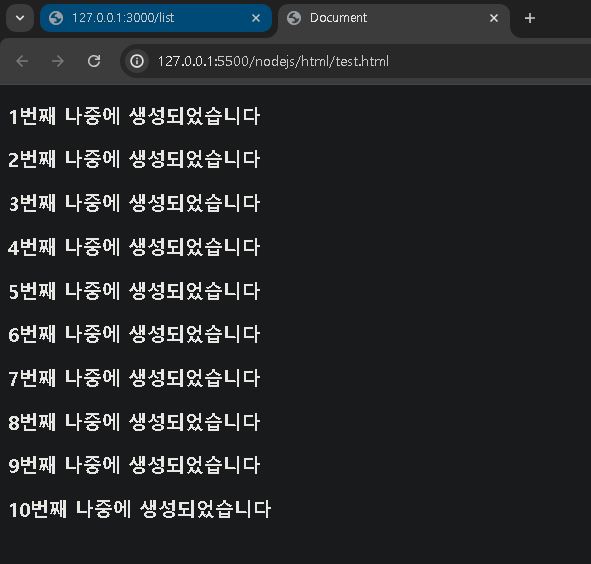 127.0.0.1:3000/list
Document
127.0.0.1:5500/nodejs/html/test.html
1번째 나중에 생성되었습니다
2번째 나중에 생성되었습니다
3번째 나중에 생성되었습니다
4번째 나중에 생성되었습니다
5번째 나중에 생성되었습니다
6번째 나중에 생성되었습니다
7번째 나중에 생성되었습니다
8번째 나중에 생성되었습니다
9번째 나중에 생성되었습니다
10번째 나중에 생성되었습니다